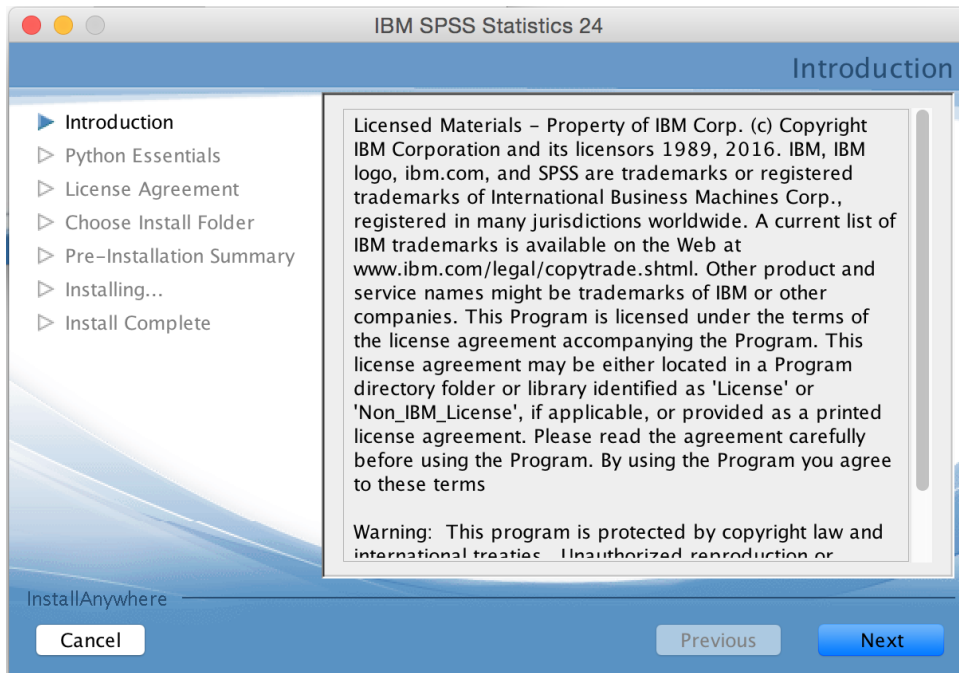 IBM SPSS Statistics 24
Introduction
Introduction
Python Essentials
License Agreement
Choose Install Folder
Pre-Installation Summary
Installing...
Install Complete
Licensed Materials - Property of IBM Corp. (c) Copyright
IBM Corporation and its licensors 1989, 2016. IBM, IBM
logo, ibm.com, and SPSS are trademarks or registered
trademarks of International Business Machines Corp.,
registered in many jurisdictions worldwide. A current list of
IBM trademarks is available on the Web at
www.ibm.com/legal/copytrade.shtml. Other product and
service names might be trademarks of IBM or other
companies. This Program is licensed under the terms of
the license agreement accompanying the Program. This
license agreement may be either located in a Program
directory folder or library identified as 'License' or
'Non_IBM_License', if applicable, or provided as a printed
license agreement. Please read the agreement carefully
before using the Program. By using the Program you agree
to these terms
Warning: This program is protected by copyright law and
international treaties. Unauthorized reproduction or
InstallAnywhere
Cancel
Previous
Next